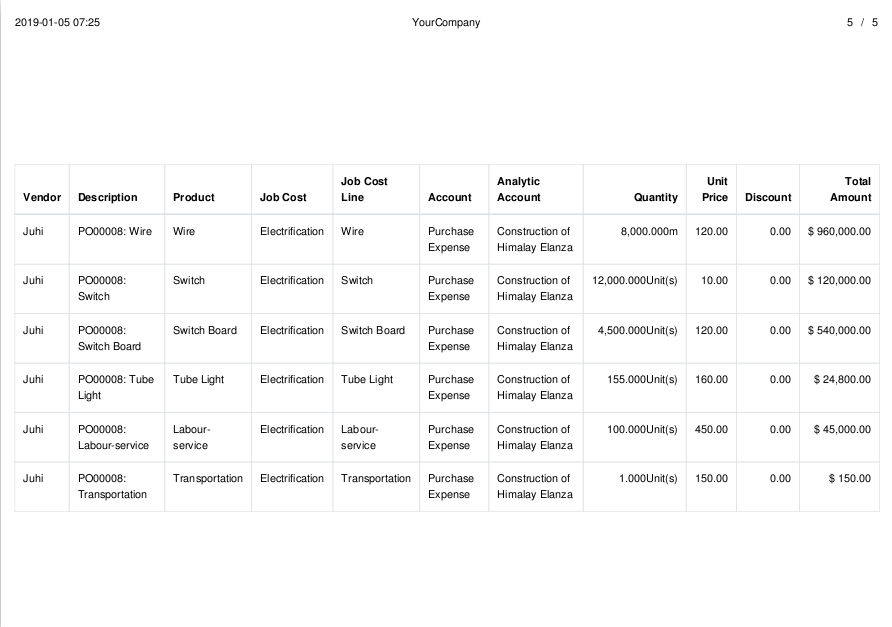 2019-01-05 07:25 YourCompany 5 / 5
Vendor Description Product Job Cost Job Cost Line Account Analytic Account Quantity Unit Price Discount Total Amount
Juhi PO00008: Wire Wire Electrification Wire Purchase Expense Construction of Himalay Elanza 8,000.000m 120.00 0.00 $ 960,000.00
Juhi PO00008: Switch Switch Electrification Switch Purchase Expense Construction of Himalay Elanza 12,000.000Unit(s) 10.00 0.00 $ 120,000.00
Juhi PO00008: Switch Board Switch Board Electrification Switch Board Purchase Expense Construction of Himalay Elanza 4,500.000Unit(s) 120.00 0.00 $ 540,000.00
Juhi PO00008: Tube Light Tube Light Electrification Tube Light Purchase Expense Construction of Himalay Elanza 155.000Unit(s) 160.00 0.00 $ 24,800.00
Juhi PO00008: Labour-service Labour-service Electrification Labour-service Purchase Expense Construction of Himalay Elanza 100.000Unit(s) 450.00 0.00 $ 45,000.00
Juhi PO00008: Transportation Transportation Electrification Transportation Purchase Expense Construction of Himalay Elanza 1.000Unit(s) 150.00 0.00 $ 150.00